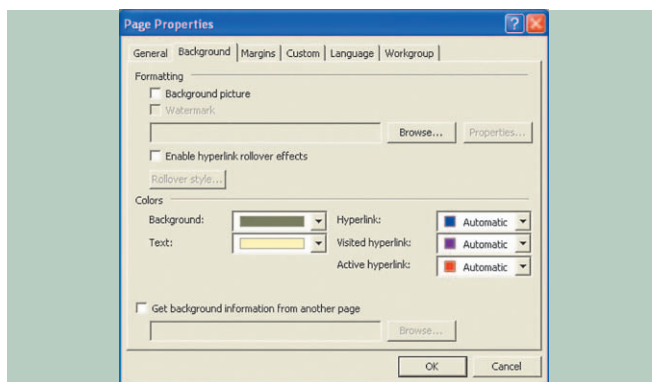 Page Properties
General Background Margins Custom Language Workgroup
Formatting
Background picture
Watermark
Browse... Properties...
Enable hyperlink rollover effects
Rollover style...
Colors
Background: Hyperlink: Automatic
Text: Visited hyperlink: Automatic
Active hyperlink: Automatic
Get background information from another page
Browse...
OK Cancel